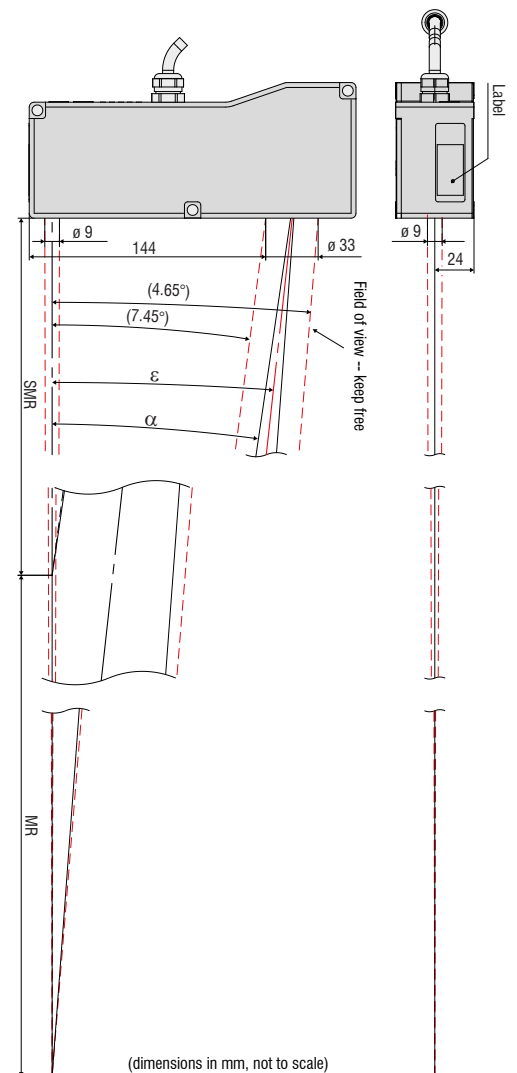 Label
ø 9
144
ø 33
ø 9
24
(4.65°)
(7.45°)
Field of view -- keep free
ε
α
SMR
MR
(dimensions in mm, not to scale)